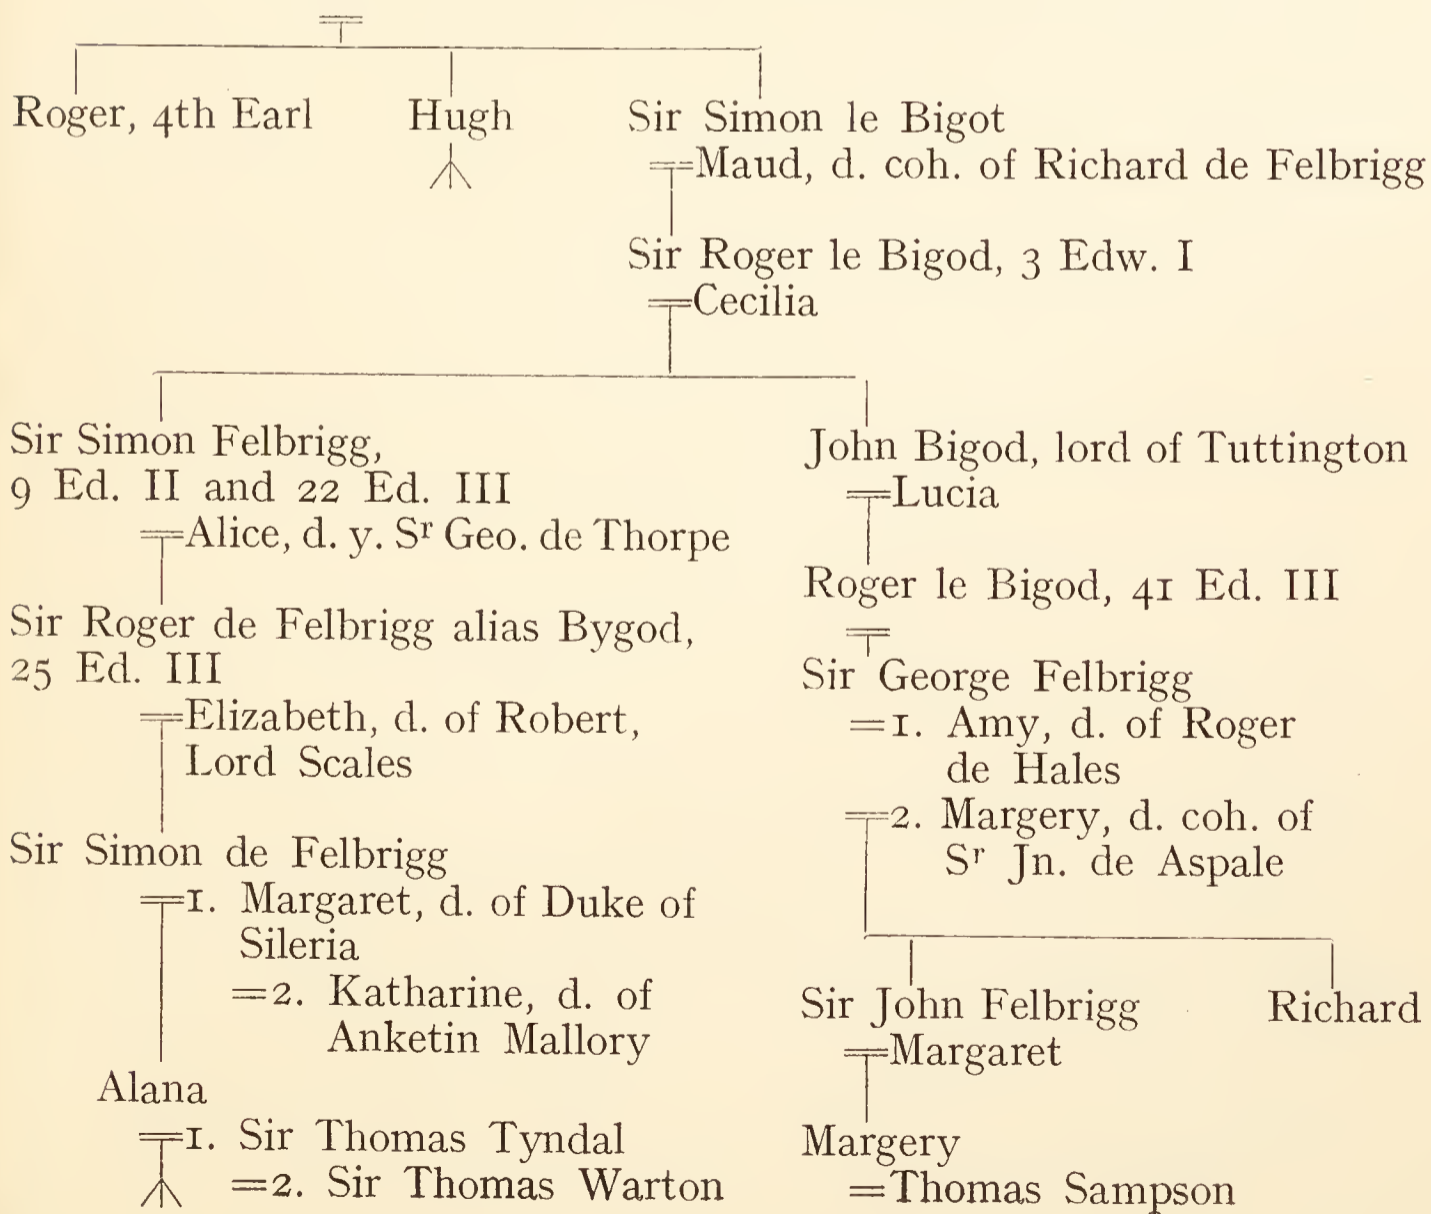 Roger, 4th Earl
Hugh
Sir Simon le Bigot
=Maud, d. coh. of Richard de Felbrigg
Sir Roger le Bigod, 3 Edw. I
=Cecilia
Sir Simon Felbrigg,
9 Ed. II and 22 Ed. III
=Alice, d. y. Sʳ Geo. de Thorpe
Sir Roger de Felbrigg alias Bygod,
25 Ed. III
=Elizabeth, d. of Robert,
Lord Scales
Sir Simon de Felbrigg
=1. Margaret, d. of Duke of
Sileria
=2. Katharine, d. of
Anketin Mallory
Alana
=1. Sir Thomas Tyndal
=2. Sir Thomas Warton
John Bigod, lord of Tuttington
=Lucia
Roger le Bigod, 41 Ed. III
Sir George Felbrigg
=1. Amy, d. of Roger
de Hales
=2. Margery, d. coh. of
Sʳ Jn. de Aspale
Sir John Felbrigg
=Margaret
Richard
Margery
=Thomas Sampson